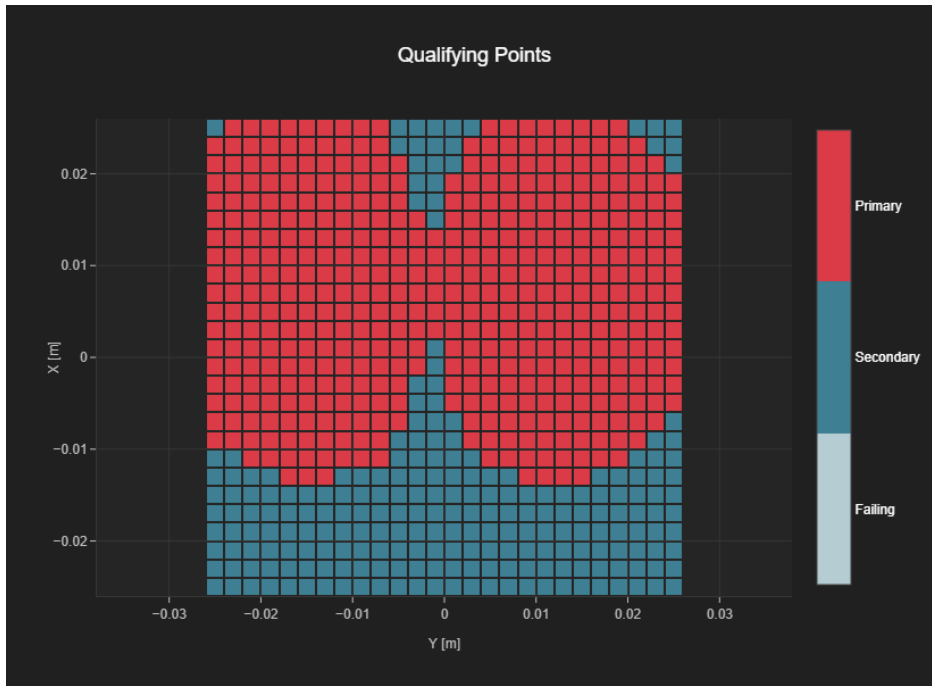 Qualifying Points
0.02
0.01
0
−0.01
−0.02
X [m]
−0.03
−0.02
−0.01
0
0.01
0.02
0.03
Y [m]
Primary
Secondary
Failing